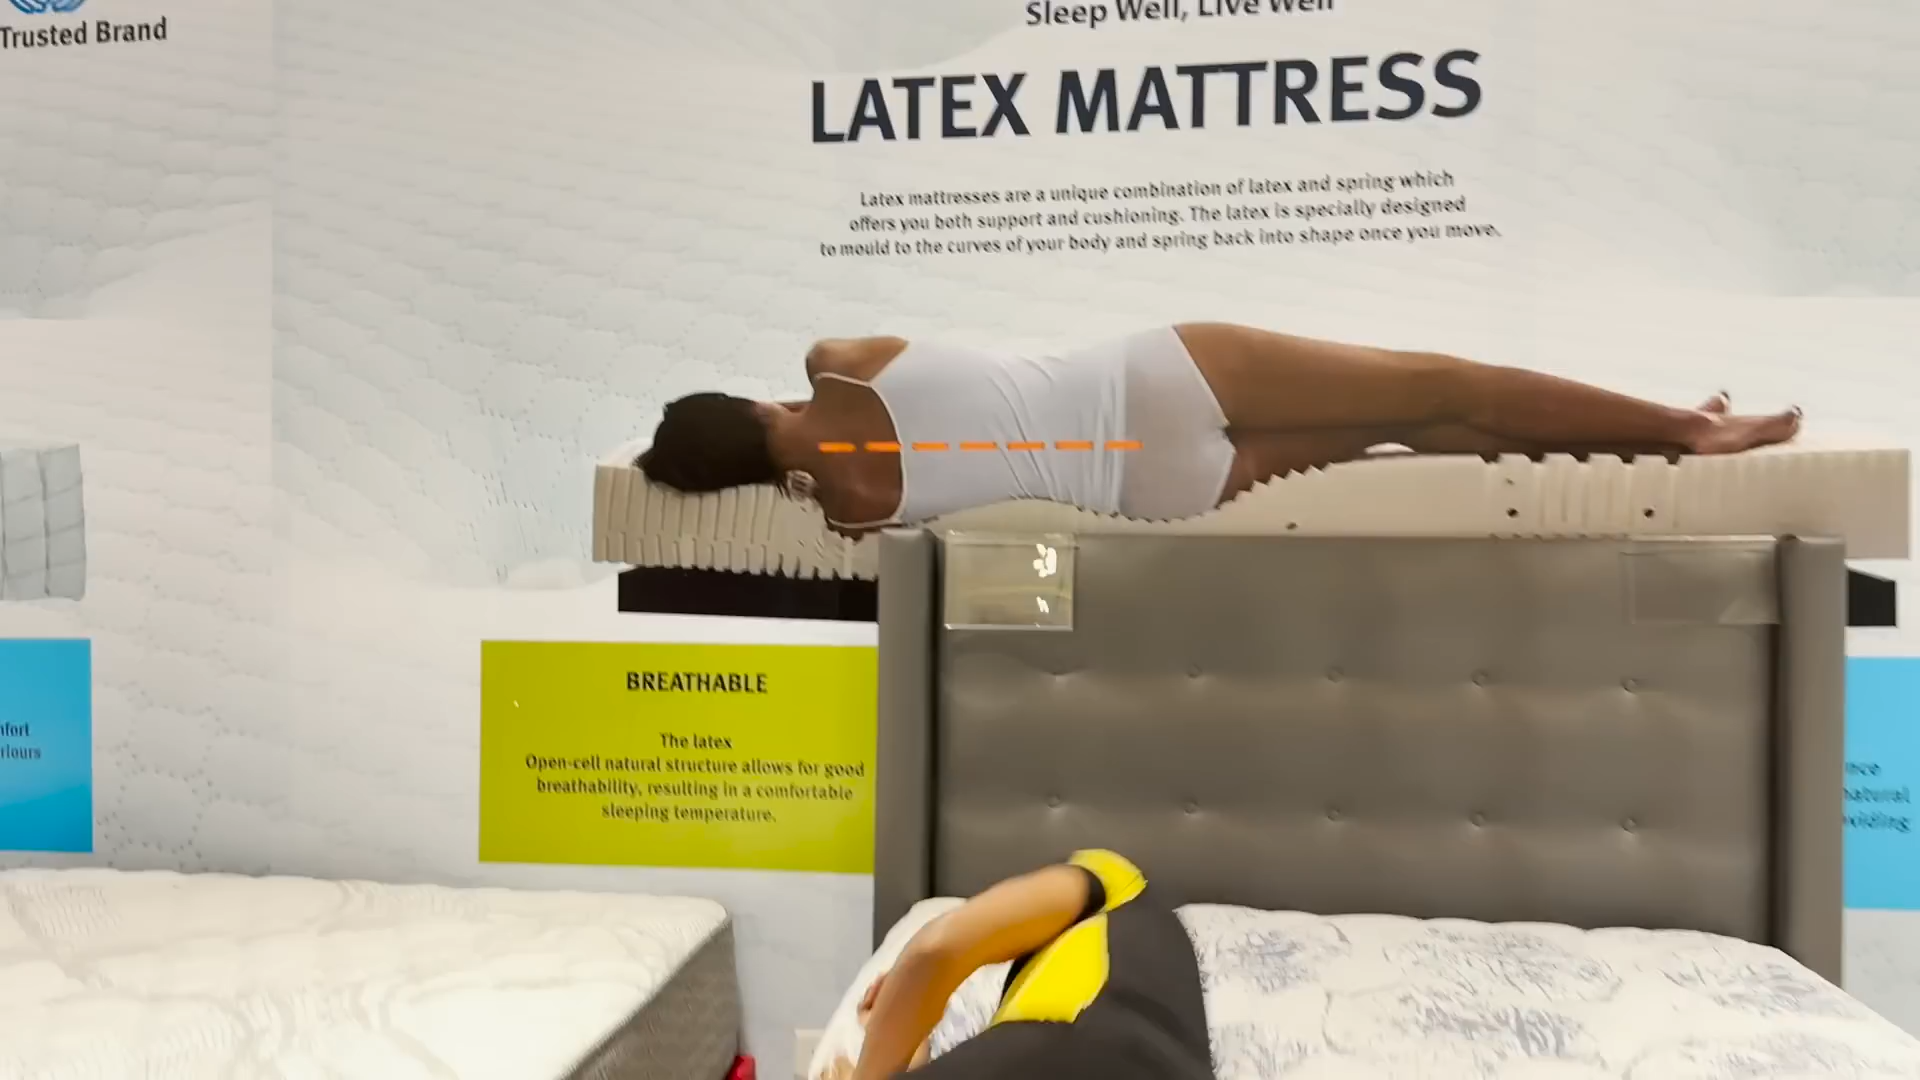 Trusted Brand
Sleep Well, Live Well
LATEX MATTRESS
Latex mattresses are a unique combination of latex and spring which
offers you both support and cushioning. The latex is specially designed
to mould to the curves of your body and spring back into shape once you move.
BREATHABLE
The latex
Open-cell natural structure allows for good
breathability, resulting in a comfortable
sleeping temperature.
natural